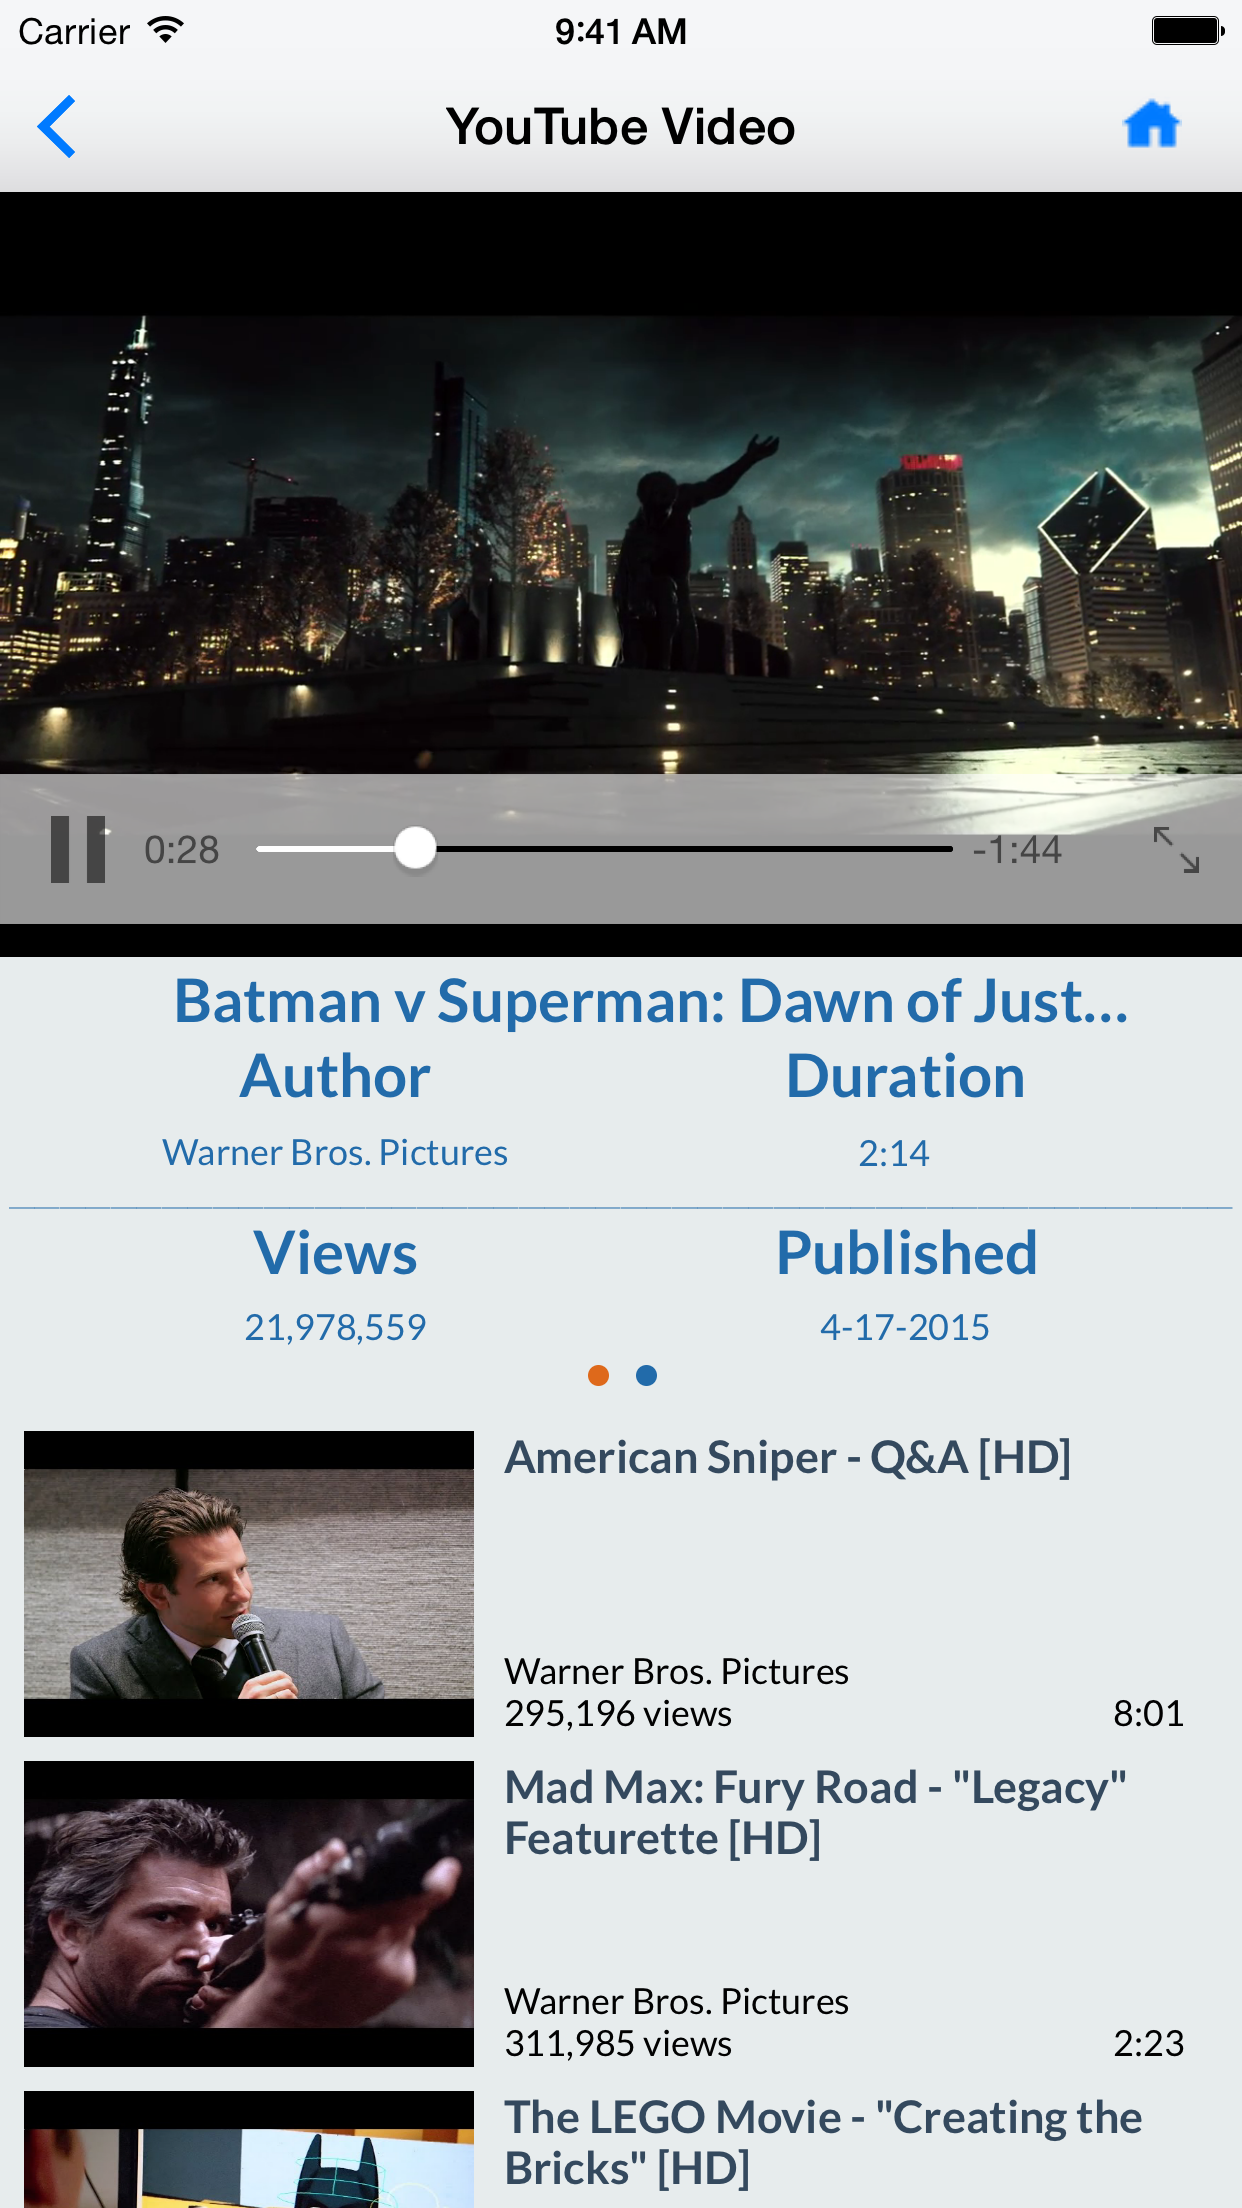 Carrier 9:41 AM
YouTube Video
0:28 -1:44
Batman v Superman: Dawn of Just...
Author Duration
Warner Bros. Pictures 2:14
Views Published
21,978,559 4-17-2015
American Sniper - Q&A [HD]
Warner Bros. Pictures
295,196 views 8:01
Mad Max: Fury Road - "Legacy"
Featurette [HD]
Warner Bros. Pictures
311,985 views 2:23
The LEGO Movie - "Creating the
Bricks" [HD]